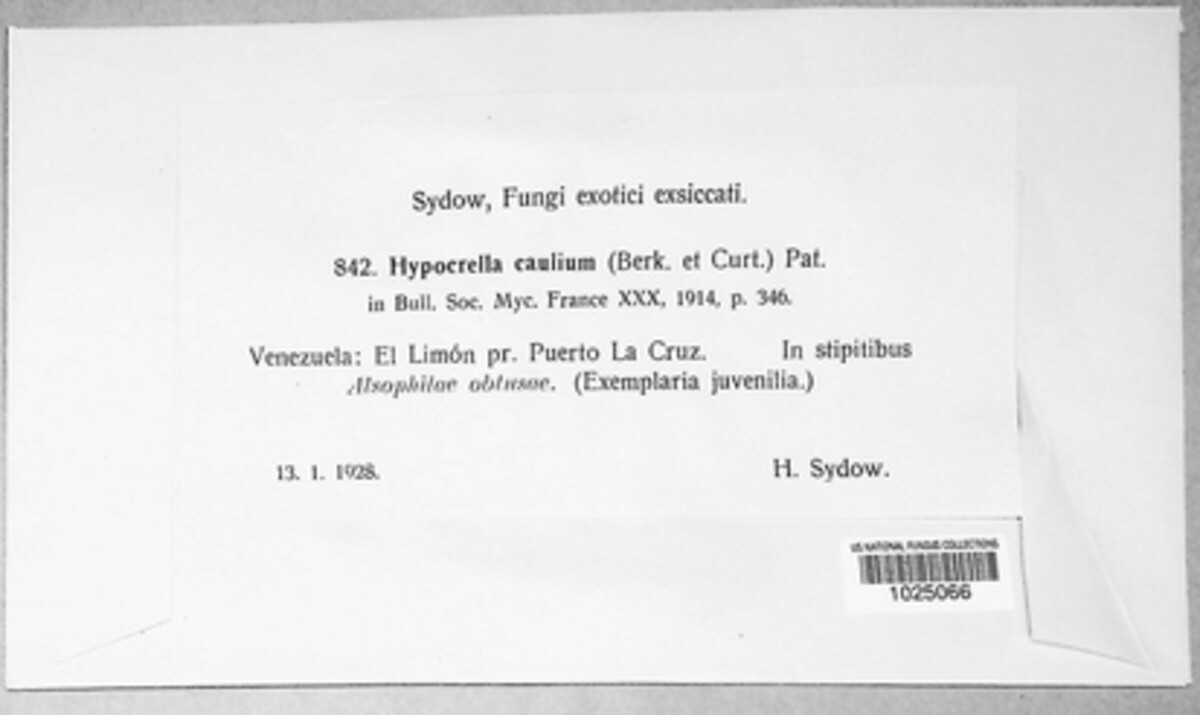 Sydow, Fungi exotici exsiccati.
842. Hypocrella caulium (Berk. et Curt.) Pat.
in Bull. Soc. Myc. France XXX, 1914, p. 346.
Venezuela: El Limón pr. Puerto La Cruz. In stipitibus
Alsophilae obtusae. (Exemplaria juvenilia.)
13. 1. 1928. H. Sydow.
US NATIONAL FUNGUS COLLECTIONS
1025066